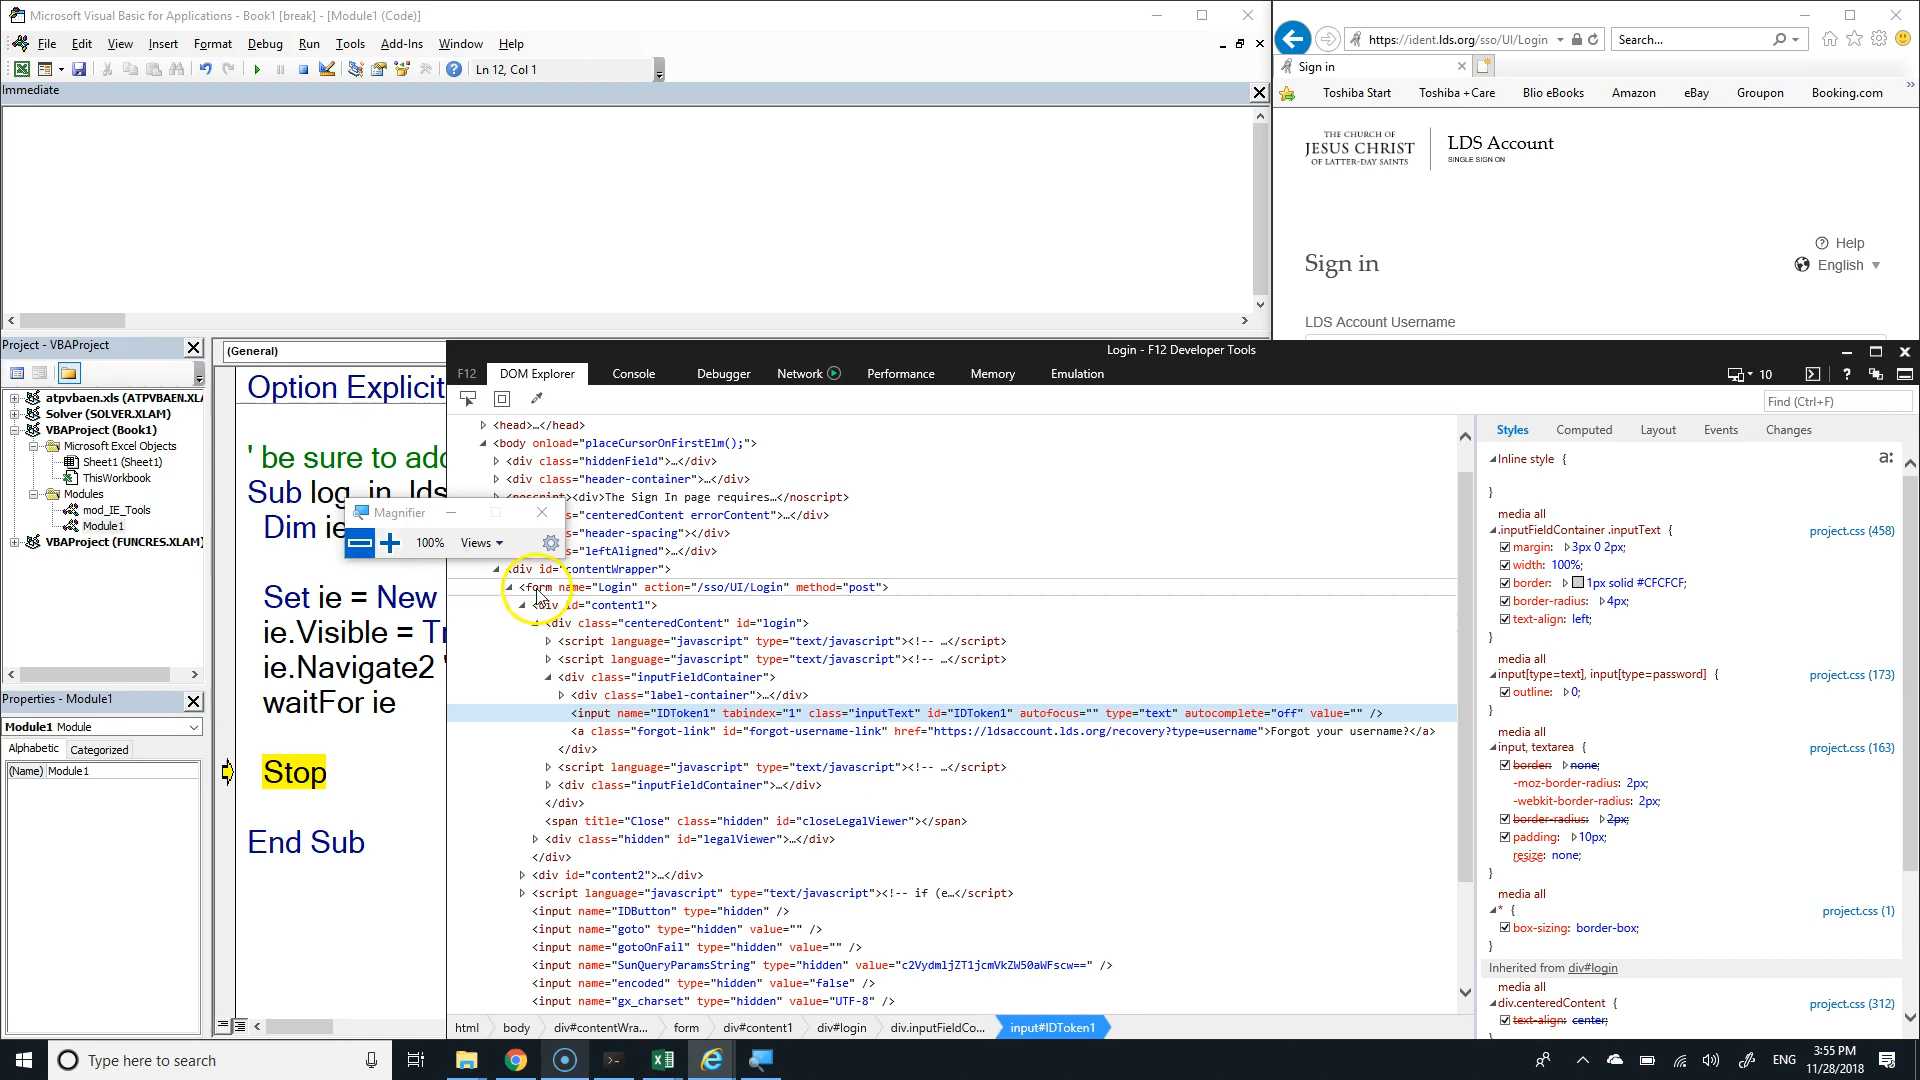 Microsoft Visual Basic for Applications - Book1 [break] - [Module1 (Code)]
File Edit View Insert Format Debug Run Tools Add-Ins Window Help
Ln 12, Col 1
Immediate
Project - VBAProject
atpvbaen.xls (ATPVBAEN.XLA
Solver (SOLVER.XLAM)
VBAProject (Book1)
Microsoft Excel Objects
Sheet1 (Sheet1)
ThisWorkbook
Modules
mod_IE_Tools
Module1
VBAProject (FUNCRES.XLAM)
Properties - Module1
Module1 Module
Alphabetic Categorized
(Name) Module1
(General)
Option Explicit
' be sure to add
Sub log_in_lds
Dim ie
Set ie = New
ie.Visible = Tr
ie.Navigate2 "
waitFor ie
Stop
End Sub
Magnifier
100% Views
https://ident.lds.org/sso/UI/Login
Search...
Sign in
Toshiba Start Toshiba + Care Blio eBooks Amazon eBay Groupon Booking.com
THE CHURCH OF
JESUS CHRIST
OF LATTER-DAY SAINTS
LDS Account
SINGLE SIGN ON
Help
Sign in
English
LDS Account Username
Login - F12 Developer Tools
F12 DOM Explorer Console Debugger Network Performance Memory Emulation
10
Find (Ctrl+F)
<head>…</head>
<body onload="placeCursorOnFirstElm();">
<div class="hiddenField">…</div>
<div class="header-container">…</div>
<noscript><div>The Sign In page requires…</noscript>
="centeredContent errorContent">…</div>
="header-spacing"></div>
="leftAligned">…</div>
<div id="contentWrapper">
<form name="Login" action="/sso/UI/Login" method="post">
<div id="content1">
<div class="centeredContent" id="login">
<script language="javascript" type="text/javascript"><!-- …</script>
<script language="javascript" type="text/javascript"><!-- …</script>
<div class="inputFieldContainer">
<div class="label-container">…</div>
<input name="IDToken1" tabindex="1" class="inputText" id="IDToken1" autofocus="" type="text" autocomplete="off" value="" />
<a class="forgot-link" id="forgot-username-link" href="https://ldsaccount.lds.org/recovery?type=username">Forgot your username?</a>
</div>
<script language="javascript" type="text/javascript"><!-- …</script>
<div class="inputFieldContainer">…</div>
</div>
<span title="Close" class="hidden" id="closeLegalViewer"></span>
<div class="hidden" id="legalViewer">…</div>
</div>
<div id="content2">…</div>
<script language="javascript" type="text/javascript"><!-- if (e…</script>
<input name="IDButton" type="hidden" />
<input name="goto" type="hidden" value="" />
<input name="gotoOnFail" type="hidden" value="" />
<input name="SunQueryParamsString" type="hidden" value="c2VydmljZT1jcmVkZW50aWFscw==" />
<input name="encoded" type="hidden" value="false" />
<input name="gx_charset" type="hidden" value="UTF-8" />
html body div#contentWra... form div#content1 div#login div.inputFieldCo... input#IDToken1
Styles Computed Layout Events Changes
Inline style {
a:
}
media all
.inputFieldContainer .inputText { project.css (458)
margin: 3px 0 2px;
width: 100%;
border: 1px solid #CFCFCF;
border-radius: 4px;
text-align: left;
}
media all
input[type=text], input[type=password] { project.css (173)
outline: 0;
}
media all
input, textarea { project.css (163)
border: none;
-moz-border-radius: 2px;
-webkit-border-radius: 2px;
border-radius: 2px;
padding: 10px;
resize: none;
}
media all
* { project.css (1)
box-sizing: border-box;
}
Inherited from div#login
media all
div.centeredContent { project.css (312)
text-align: center;
Type here to search
ENG
3:55 PM
11/28/2018